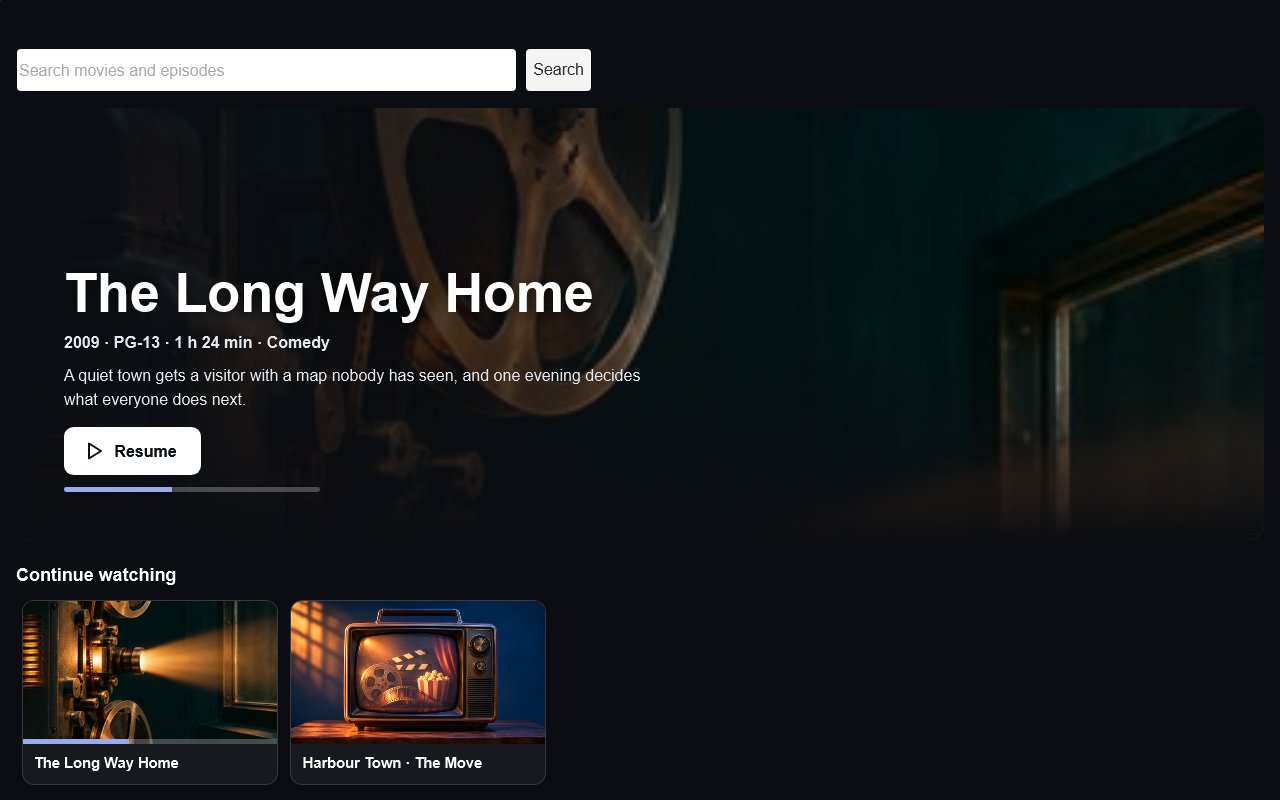 Search movies and episodes
Search
The Long Way Home
2009 · PG-13 · 1 h 24 min · Comedy
A quiet town gets a visitor with a map nobody has seen, and one evening decides
what everyone does next.
Resume
Continue watching
The Long Way Home
Harbour Town · The Move